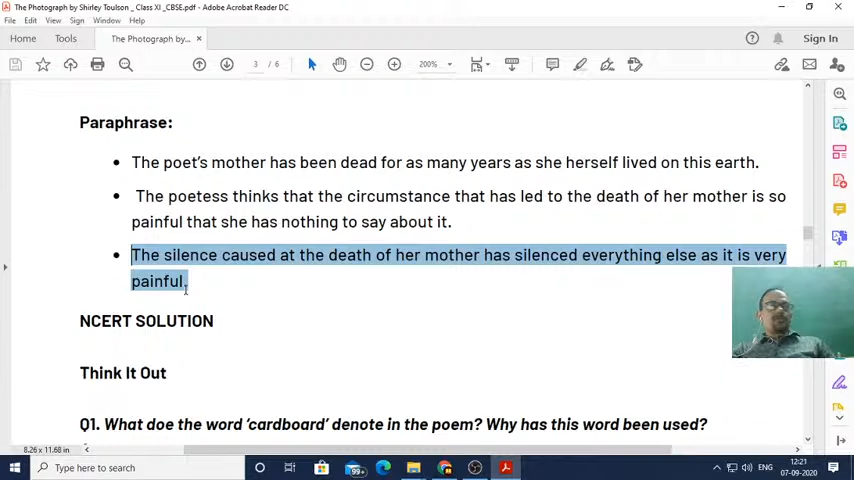 The Photograph by Shirley Toulson _ Class XI _CBSE.pdf - Adobe Acrobat Reader DC
File Edit View Sign Window Help
Home Tools The Photograph by... × Sign In
3 / 6 200%
Paraphrase:
• The poet's mother has been dead for as many years as she herself lived on this earth.
• The poetess thinks that the circumstance that has led to the death of her mother is so
painful that she has nothing to say about it.
• The silence caused at the death of her mother has silenced everything else as it is very
painful.
NCERT SOLUTION
Think It Out
Q1. What doe the word ‘cardboard’ denote in the poem? Why has this word been used?
8.26 x 11.68 in
Type here to search
99+
ENG
12:21
07-09-2020